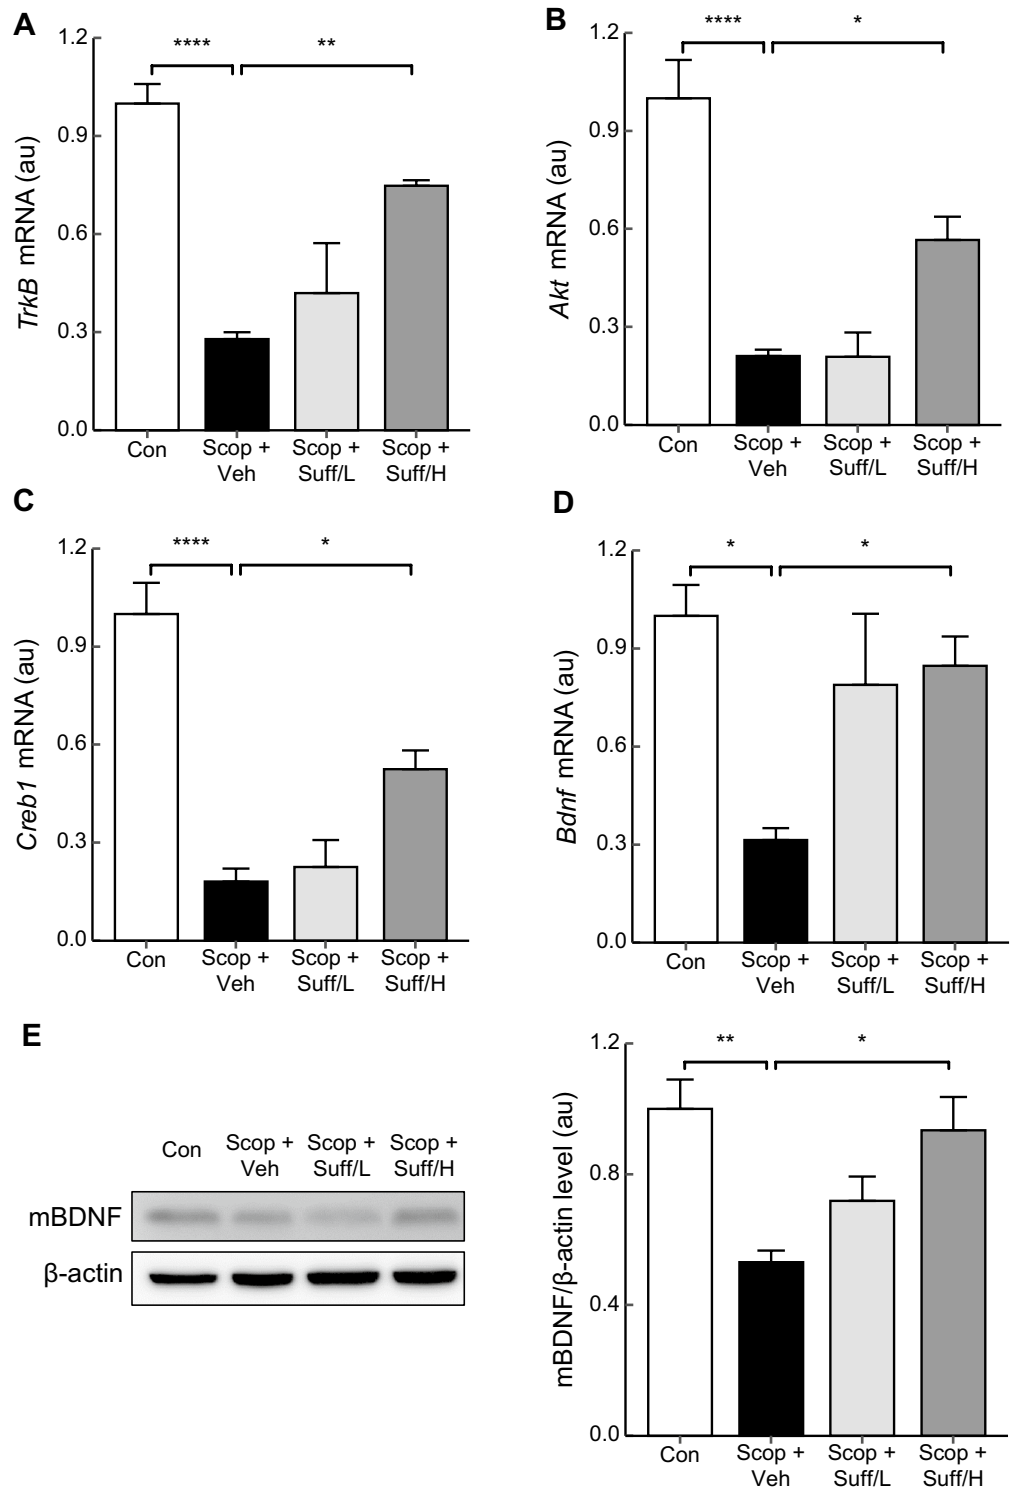 A
1.2
0.9
0.6
0.3
0.0
TrkB mRNA (au)
****
**
Con
Scop +
Veh
Scop +
Suff/L
Scop +
Suff/H
B
1.2
0.9
0.6
0.3
0.0
Akt mRNA (au)
****
*
Con
Scop +
Veh
Scop +
Suff/L
Scop +
Suff/H
C
1.2
0.9
0.6
0.3
0.0
Creb1 mRNA (au)
****
*
Con
Scop +
Veh
Scop +
Suff/L
Scop +
Suff/H
D
1.2
0.9
0.6
0.3
0.0
Bdnf mRNA (au)
*
*
Con
Scop +
Veh
Scop +
Suff/L
Scop +
Suff/H
E
Con
Scop +
Veh
Scop +
Suff/L
Scop +
Suff/H
mBDNF
β-actin
1.2
0.8
0.4
0.0
mBDNF/β-actin level (au)
**
*
Con
Scop +
Veh
Scop +
Suff/L
Scop +
Suff/H